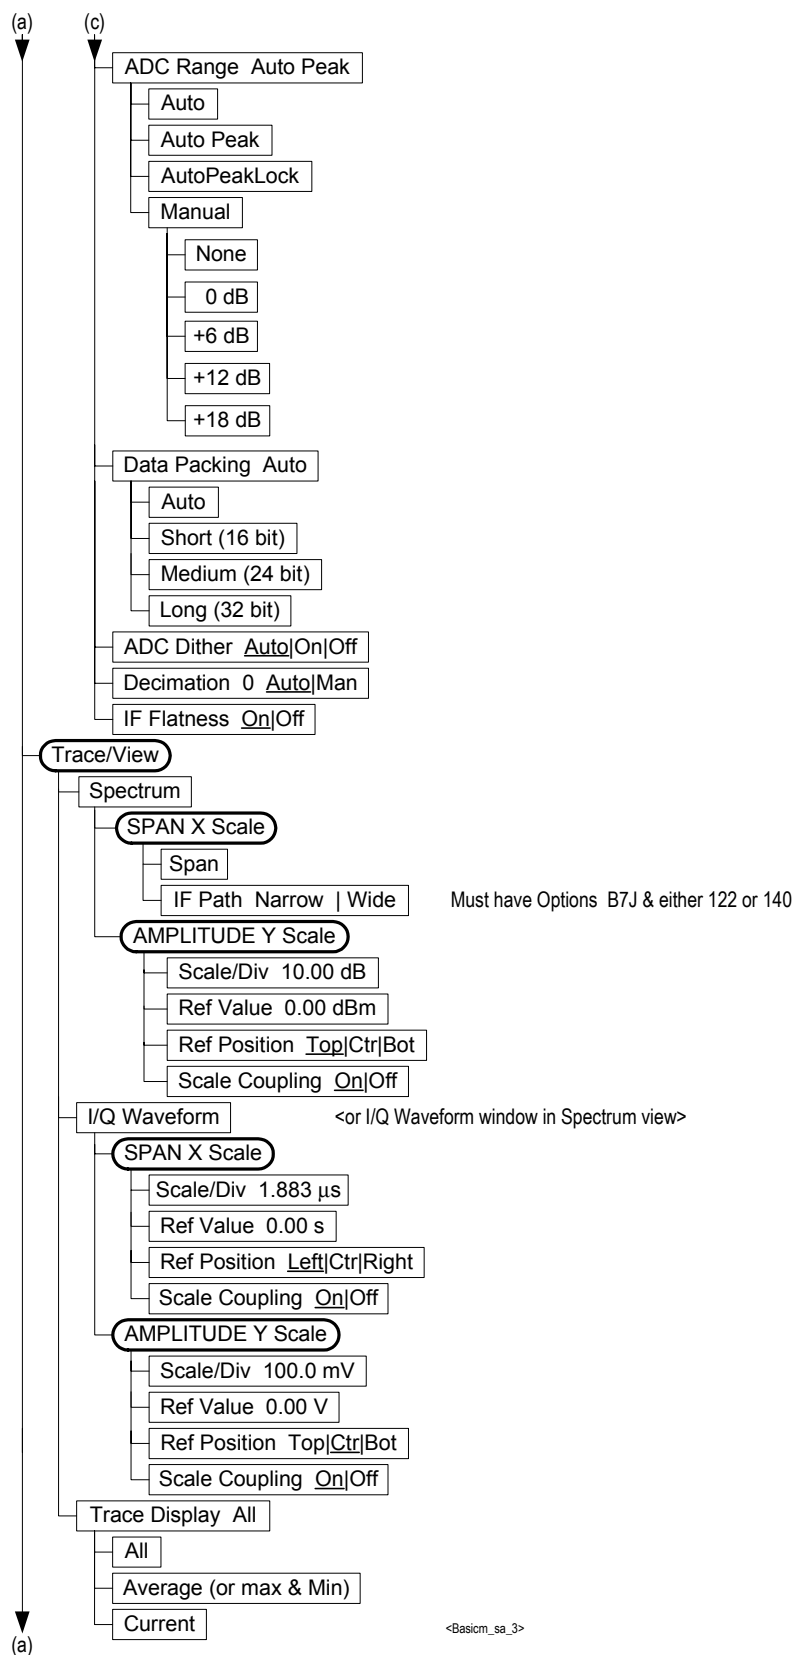 (a) (c)
ADC Range Auto Peak
Auto
Auto Peak
AutoPeakLock
Manual
None
0 dB
+6 dB
+12 dB
+18 dB
Data Packing Auto
Auto
Short (16 bit)
Medium (24 bit)
Long (32 bit)
ADC Dither Auto|On|Off
Decimation 0 Auto|Man
IF Flatness On|Off
Trace/View
Spectrum
SPAN X Scale
Span
IF Path Narrow | Wide Must have Options B7J & either 122 or 140
AMPLITUDE Y Scale
Scale/Div 10.00 dB
Ref Value 0.00 dBm
Ref Position Top|Ctr|Bot
Scale Coupling On|Off
I/Q Waveform <or I/Q Waveform window in Spectrum view>
SPAN X Scale
Scale/Div 1.883 μs
Ref Value 0.00 s
Ref Position Left|Ctr|Right
Scale Coupling On|Off
AMPLITUDE Y Scale
Scale/Div 100.0 mV
Ref Value 0.00 V
Ref Position Top|Ctr|Bot
Scale Coupling On|Off
Trace Display All
All
Average (or max & Min)
Current <Basicm_sa_3>
(a)